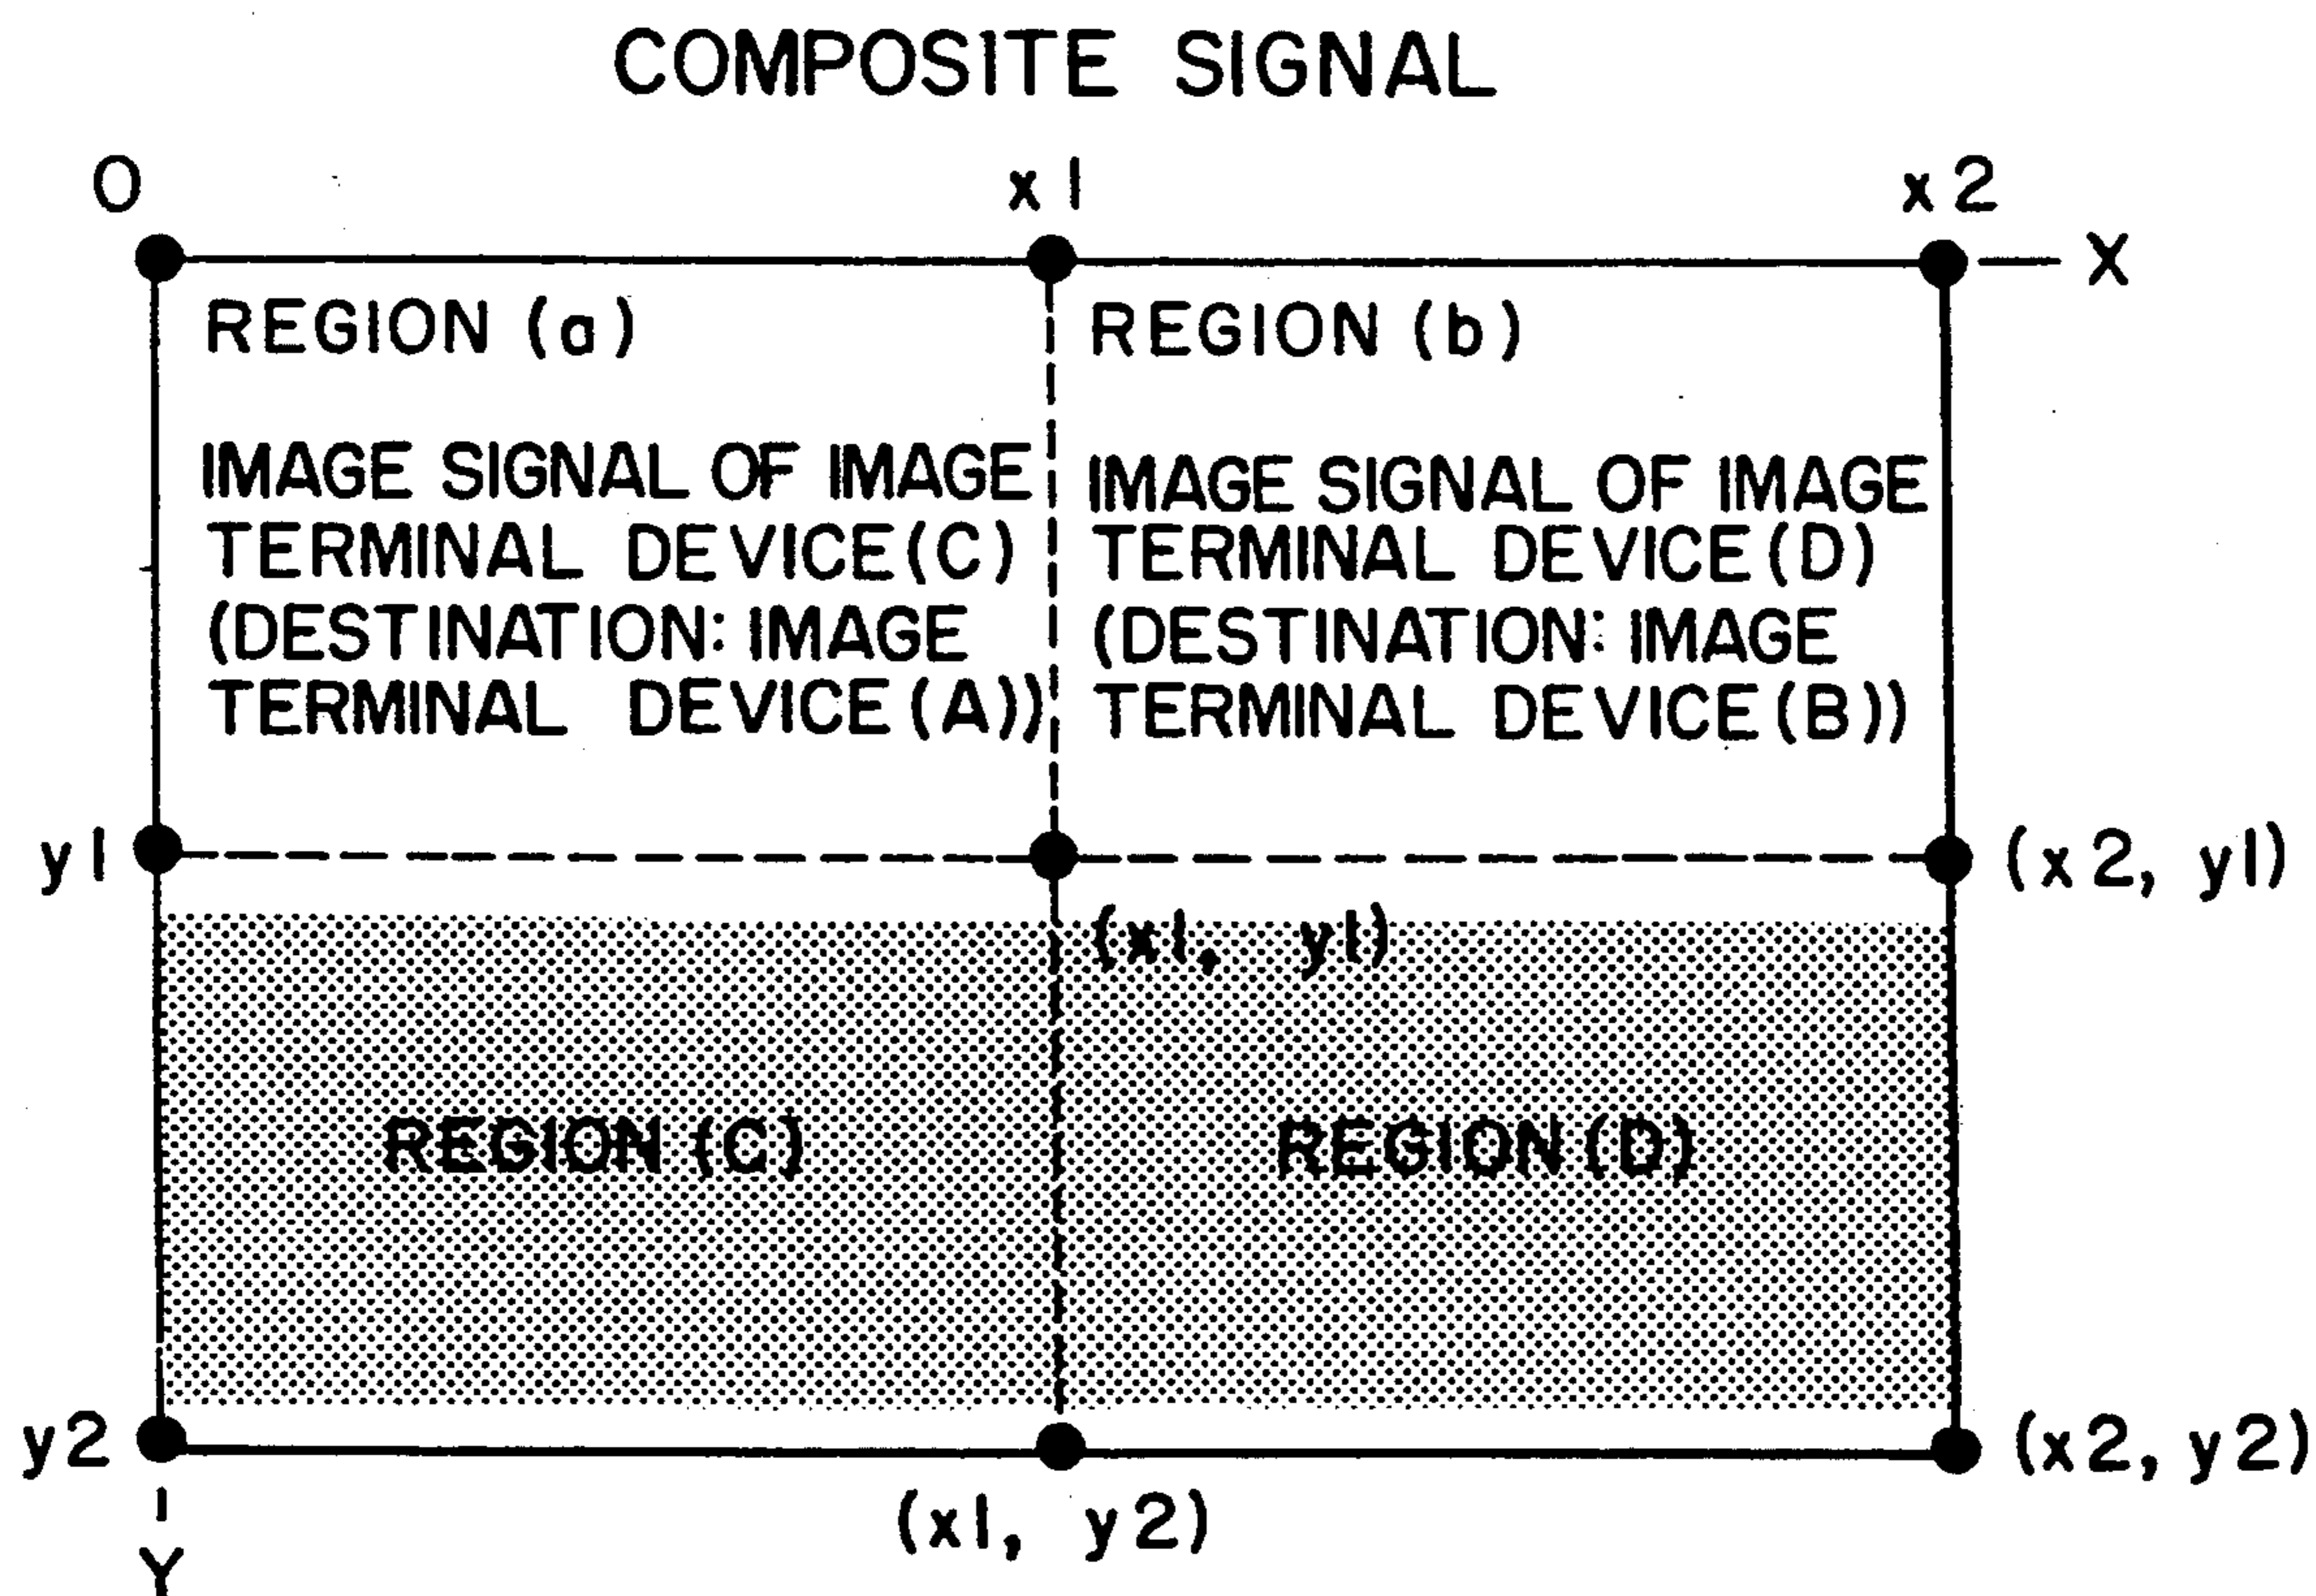 COMPOSITE SIGNAL
0 x1 x2
X
REGION (a)
IMAGE SIGNAL OF IMAGE
TERMINAL DEVICE (C)
(DESTINATION: IMAGE
TERMINAL DEVICE (A))
REGION (b)
IMAGE SIGNAL OF IMAGE
TERMINAL DEVICE (D)
(DESTINATION: IMAGE
TERMINAL DEVICE (B))
y1
(x2, y1)
(x1, y1)
REGION (C)
REGION (D)
y2
(x2, y2)
(x1, y2)
Y